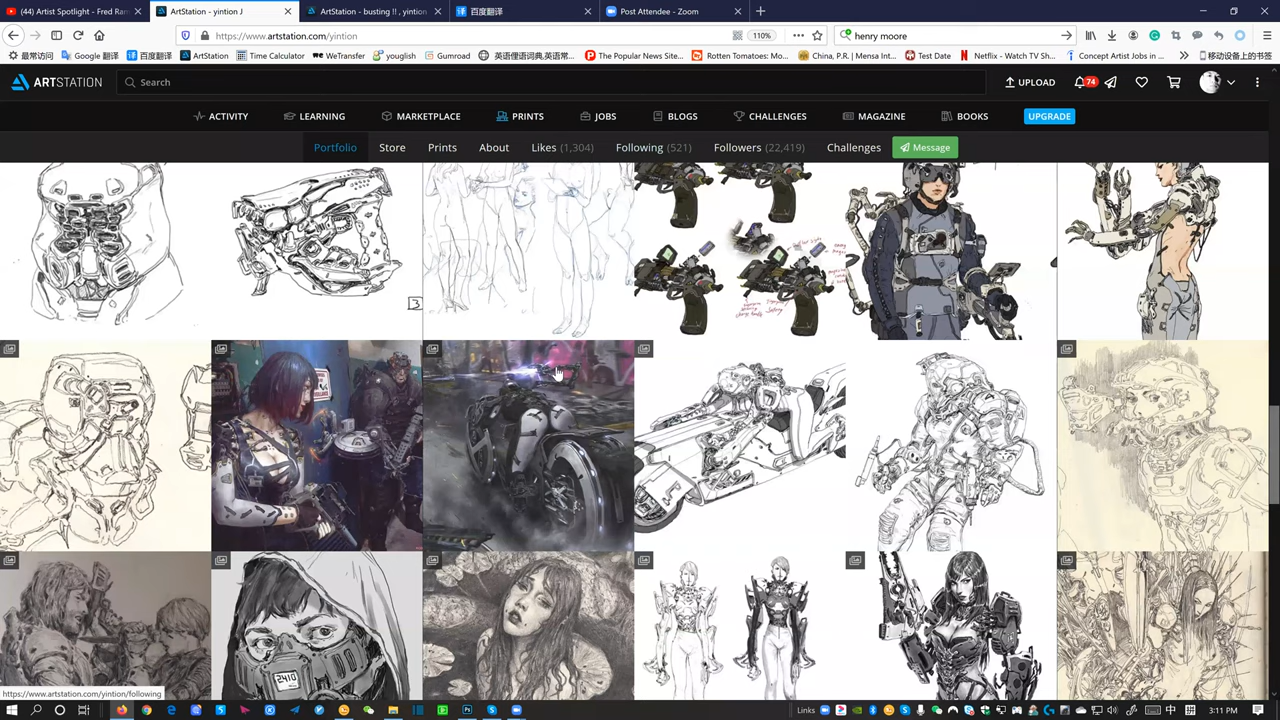 (44) Artist Spotlight - Fred Ram
ArtStation - yintion J
ArtStation - busting !! , yintion
百度翻译
Post Attendee - Zoom
https://www.artstation.com/yintion
110%
henry moore
最常访问
Google 翻译
百度翻译
ArtStation
Time Calculator
WeTransfer
youglish
Gumroad
英语俚语词典,英语常...
The Popular News Site...
Rotten Tomatoes: Mo...
China, P.R. | Mensa Int...
Test Date
Netflix - Watch TV Sh...
Concept Artist Jobs in ...
移动设备上的书签
ARTSTATION
Search
UPLOAD
74
ACTIVITY
LEARNING
MARKETPLACE
PRINTS
JOBS
BLOGS
CHALLENGES
MAGAZINE
BOOKS
UPGRADE
Portfolio
Store
Prints
About
Likes (1,304)
Following (521)
Followers (22,419)
Challenges
Message
3
2410
https://www.artstation.com/yintion/following
Links
拼
3:11 PM